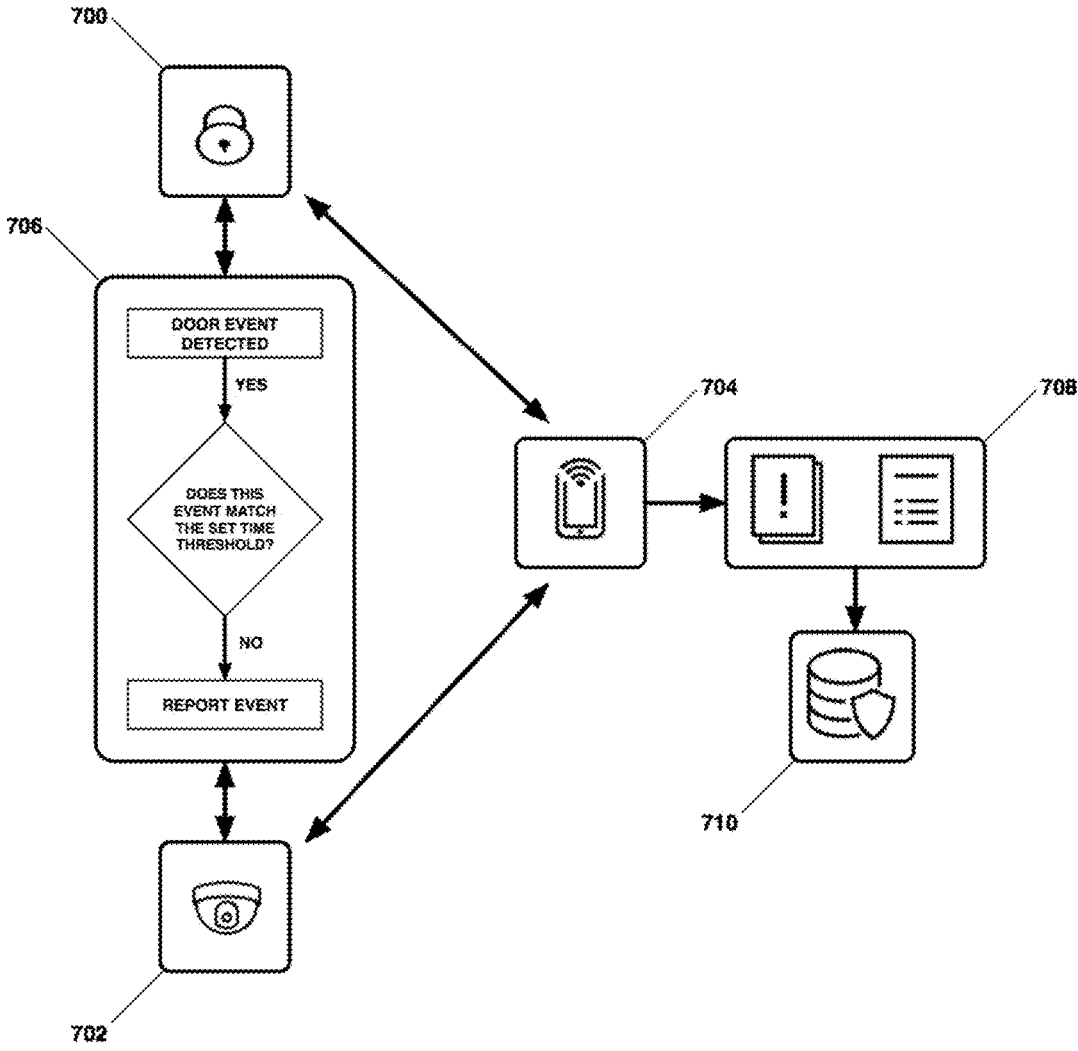 700
706
DOOR EVENT
DETECTED
YES
704
708
DOES THIS
EVENT MATCH
THE SET TIME
THRESHOLD?
NO
REPORT EVENT
710
702